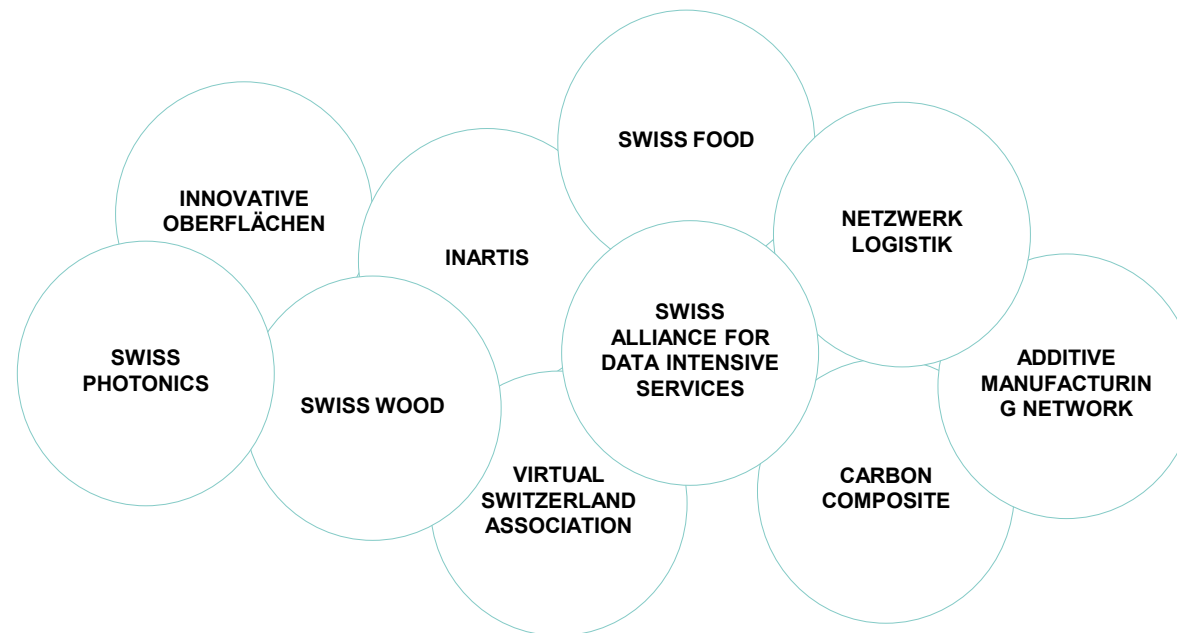 SWISS FOOD
INNOVATIVE
OBERFLÄCHEN
INARTIS
NETZWERK
LOGISTIK
SWISS
PHOTONICS
SWISS WOOD
SWISS
ALLIANCE FOR
DATA INTENSIVE
SERVICES
ADDITIVE
MANUFACTURIN
G NETWORK
VIRTUAL
SWITZERLAND
ASSOCIATION
CARBON
COMPOSITE